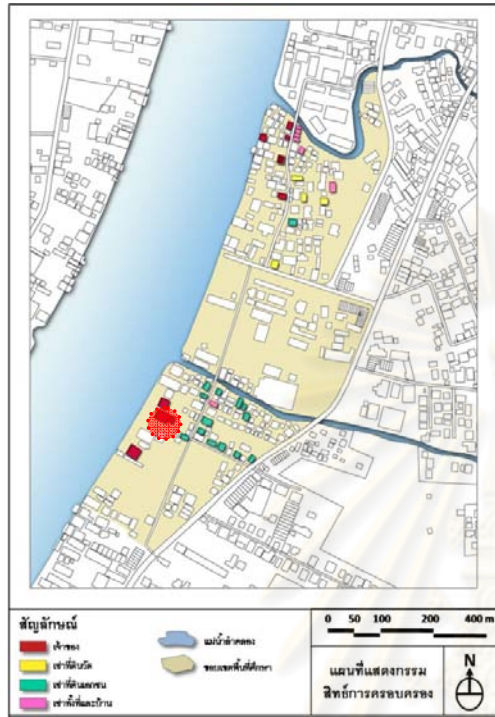 สัญลักษณ์
เจ้าของ
เช่าที่ดินวัด
เช่าที่ดินเอกชน
เช่าทั้งที่และบ้าน
แม่น้ำลำคลอง
ขอบเขตพื้นที่ศึกษา
0 50 100 200 400 m
แผนที่แสดงกรรม
สิทธิ์การครอบครอง
N